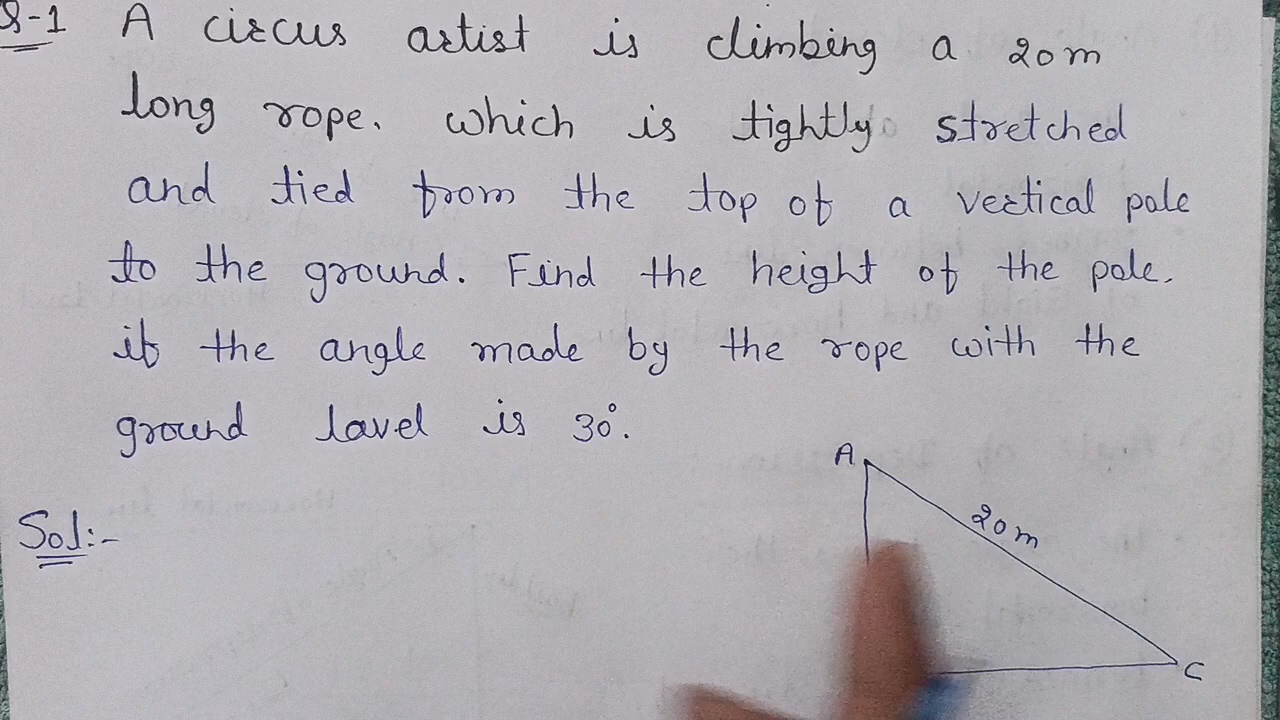 Q-1 A circus artist is climbing a 20m
long rope. which is tightly stretched
and tied from the top of a vertical pole
to the ground. Find the height of the pole.
if the angle made by the rope with the
ground lavel is 30°.
A
20m
Sol:-
C